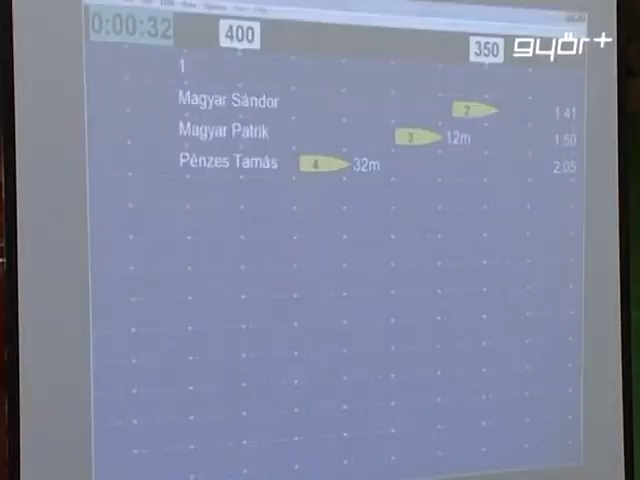 0:00:32
400
350
győr+
1
Magyar Sándor
2
1.41
Magyar Patrik
3
12m
1.50
Pénzes Tamás
4
32m
2.05